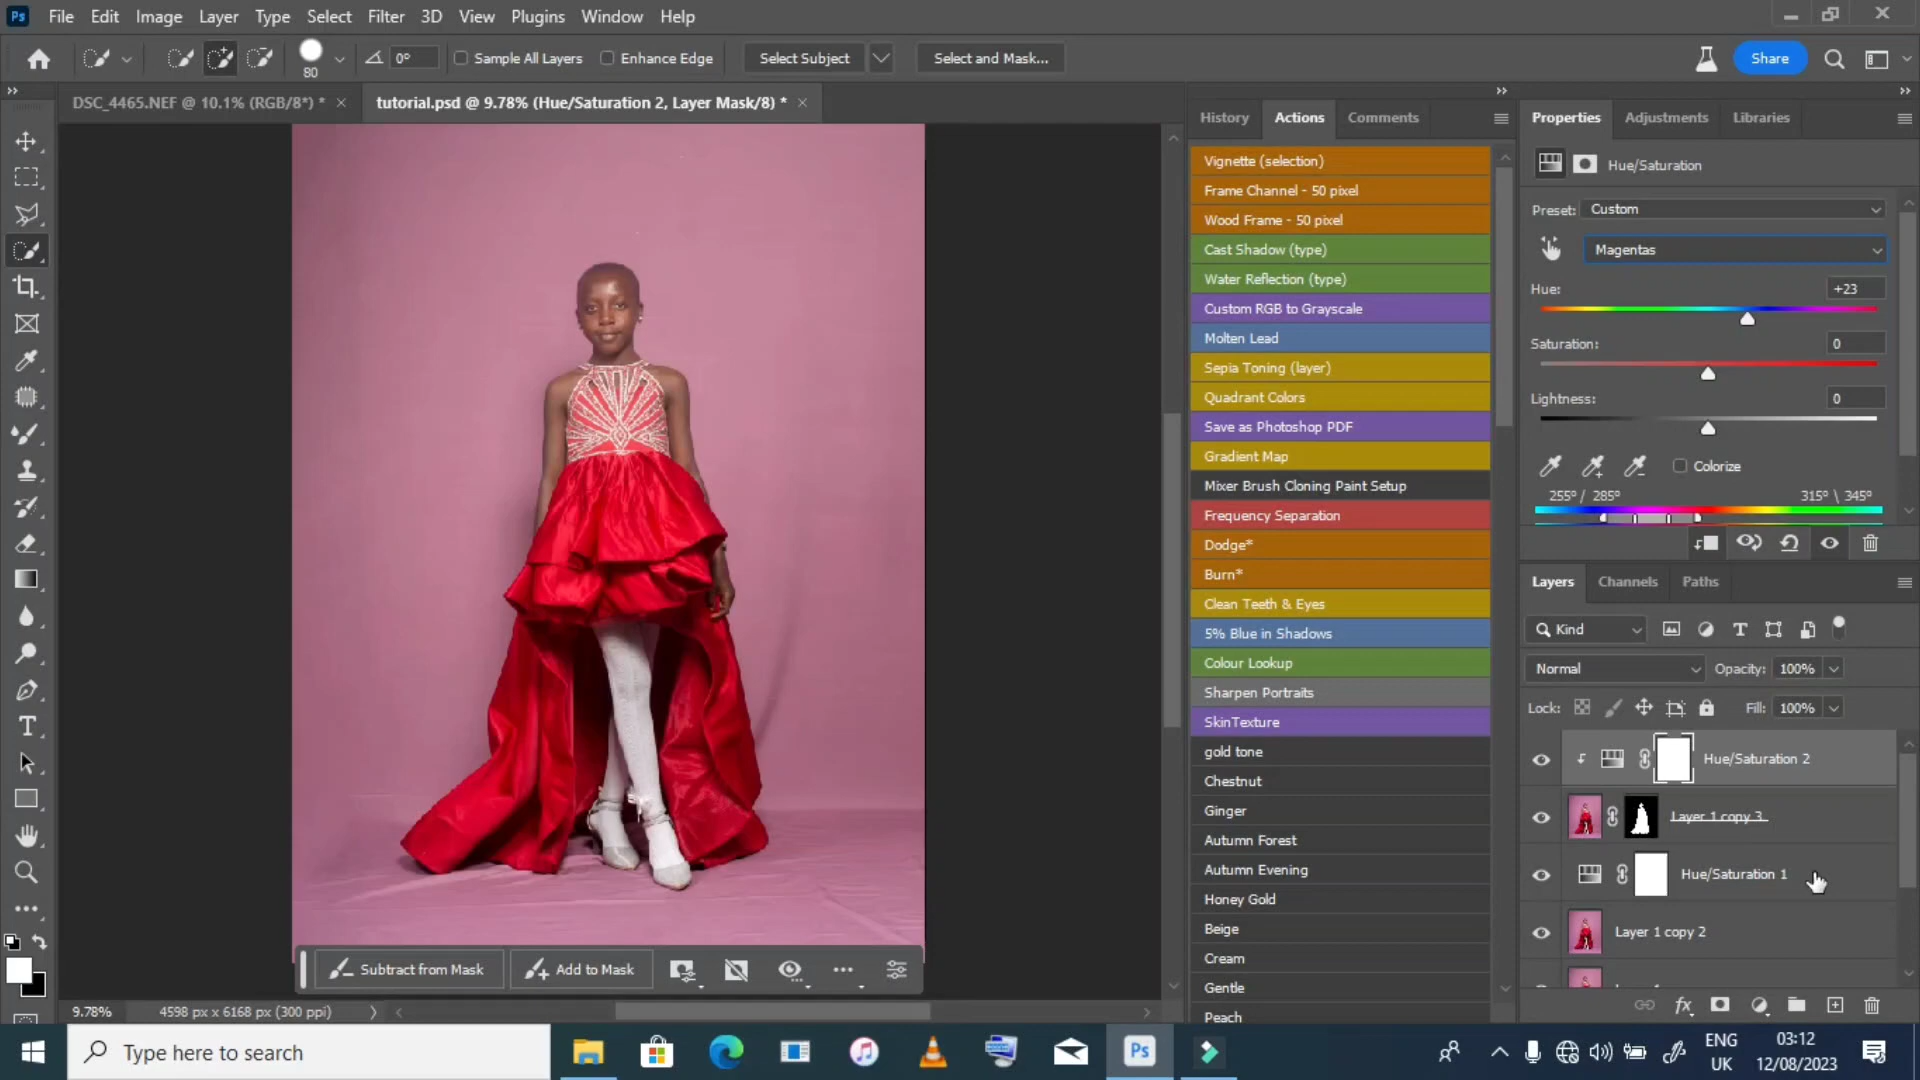 Ps File Edit Image Layer Type Select Filter 3D View Plugins Window Help
80 0° Sample All Layers Enhance Edge Select Subject Select and Mask... Share
DSC_4465.NEF @ 10.1% (RGB/8*) * tutorial.psd @ 9.78% (Hue/Saturation 2, Layer Mask/8) *
History Actions Comments
Vignette (selection)
Frame Channel - 50 pixel
Wood Frame - 50 pixel
Cast Shadow (type)
Water Reflection (type)
Custom RGB to Grayscale
Molten Lead
Sepia Toning (layer)
Quadrant Colors
Save as Photoshop PDF
Gradient Map
Mixer Brush Cloning Paint Setup
Frequency Separation
Dodge*
Burn*
Clean Teeth & Eyes
5% Blue in Shadows
Colour Lookup
Sharpen Portraits
SkinTexture
gold tone
Chestnut
Ginger
Autumn Forest
Autumn Evening
Honey Gold
Beige
Cream
Gentle
Peach
Properties Adjustments Libraries
Hue/Saturation
Preset: Custom
Magentas
Hue: +23
Saturation: 0
Lightness: 0
Colorize
255° / 285° 315° \ 345°
Layers Channels Paths
Kind
Normal Opacity: 100%
Lock: Fill: 100%
Hue/Saturation 2
Layer 1 copy 3
Hue/Saturation 1
Layer 1 copy 2
Subtract from Mask Add to Mask
9.78% 4598 px x 6168 px (300 ppi)
Type here to search
Ps
ENG
UK
03:12
12/08/2023